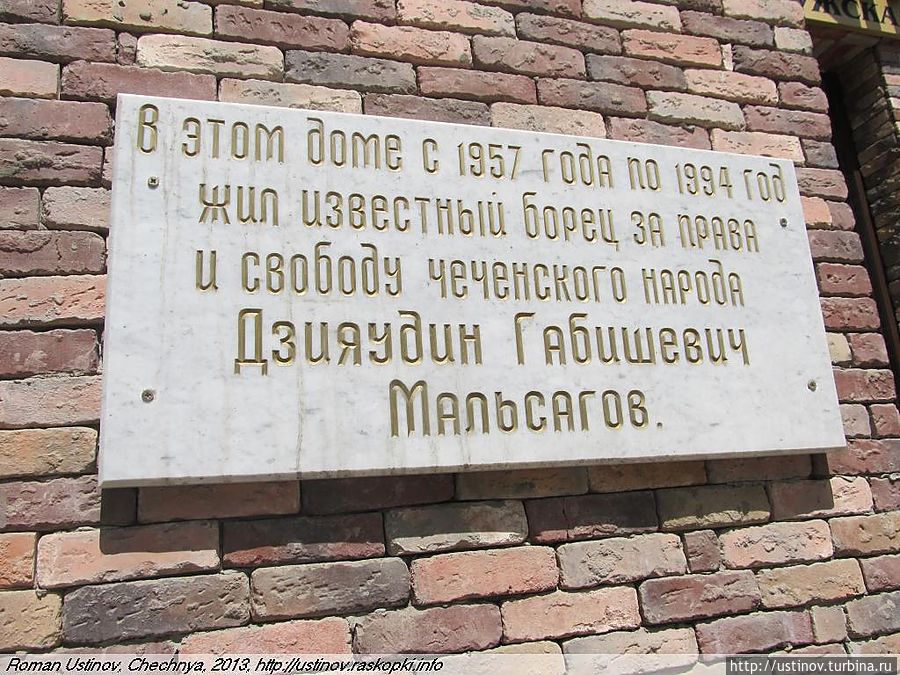 ЖСКА
В этом доме с 1957 года по 1994 год
жил известный борец за права
и свободу чеченского народа
Дзияудин Габишевич
Мальсагов.
Roman Ustinov, Chechnya, 2013, http://ustinov.raskopki.info
http://ustinov.turbina.ru